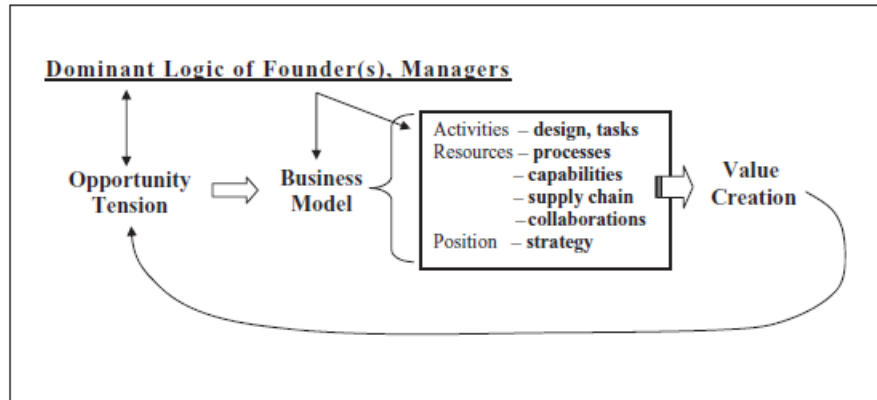 Dominant Logic of Founder(s), Managers
Opportunity
Tension
Business
Model
Activities – design, tasks
Resources – processes
– capabilities
– supply chain
– collaborations
Position – strategy
Value
Creation